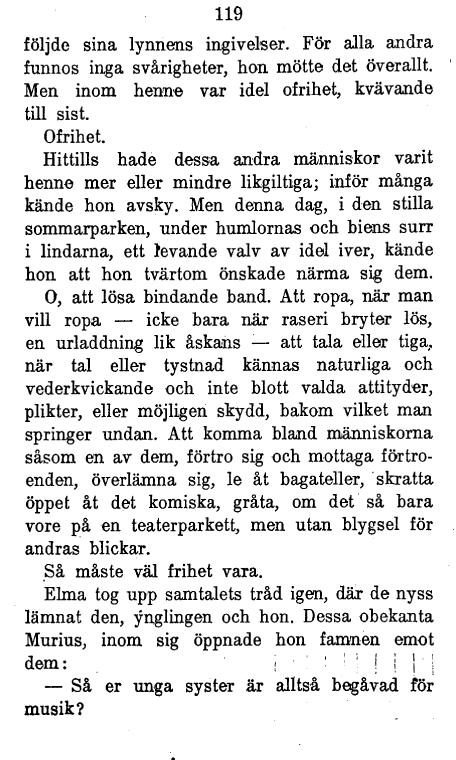 119
följde sina lynnens ingivelser. För alla andra
funnos inga svårigheter, hon mötte det överallt.
Men inom henne var idel ofrihet, kvävande
till sist.
Ofrihet.
Hittills hade dessa andra människor varit
henne mer eller mindre likgiltiga; inför många
kände hon avsky. Men denna dag, i den stilla
sommarparken, under humlornas och biens surr
i lindarna, ett levande valv av idel iver, kände
hon att hon tvärtom önskade närma sig dem.
O, att lösa bindande band. Att ropa, när man
vill ropa — icke bara när raseri bryter lös,
en urladdning lik åskans — att tala eller tiga,
när tal eller tystnad kännas naturliga och
vederkvickande och inte blott valda attityder,
plikter, eller möjligen skydd, bakom vilket man
springer undan. Att komma bland människorna
såsom en av dem, förtro sig och mottaga förtro-
enden, överlämna sig, le åt bagateller, skratta
öppet åt det komiska, gråta, om det så bara
vore på en teaterparkett, men utan blygsel för
andras blickar.
Så måste väl frihet vara.
Elma tog upp samtalets tråd igen, där de nyss
lämnat den, ynglingen och hon. Dessa obekanta
Murius, inom sig öppnade hon famnen emot
dem:
— Så er unga syster är alltså begåvad för
musik?